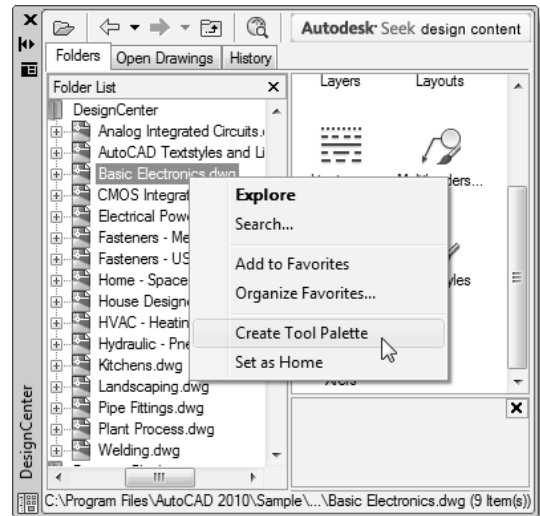 Autodesk® Seek design content
Folders Open Drawings History
Folder List
DesignCenter
Analog Integrated Circuits.
AutoCAD Textstyles and Li
Basic Electronics.dwg
CMOS Integrat
Electrical Pow
Fasteners - Me
Fasteners - US
Home - Space
House Designe
HVAC - Heatin
Hydraulic - Pne
Kitchens.dwg
Landscaping.dwg
Pipe Fittings.dwg
Plant Process.dwg
Welding.dwg
Layers Layouts
Explore
Search...
Add to Favorites
Organize Favorites...
Create Tool Palette
Set as Home
DesignCenter
C:\Program Files\AutoCAD 2010\Sample\...\Basic Electronics.dwg (9 Item(s))